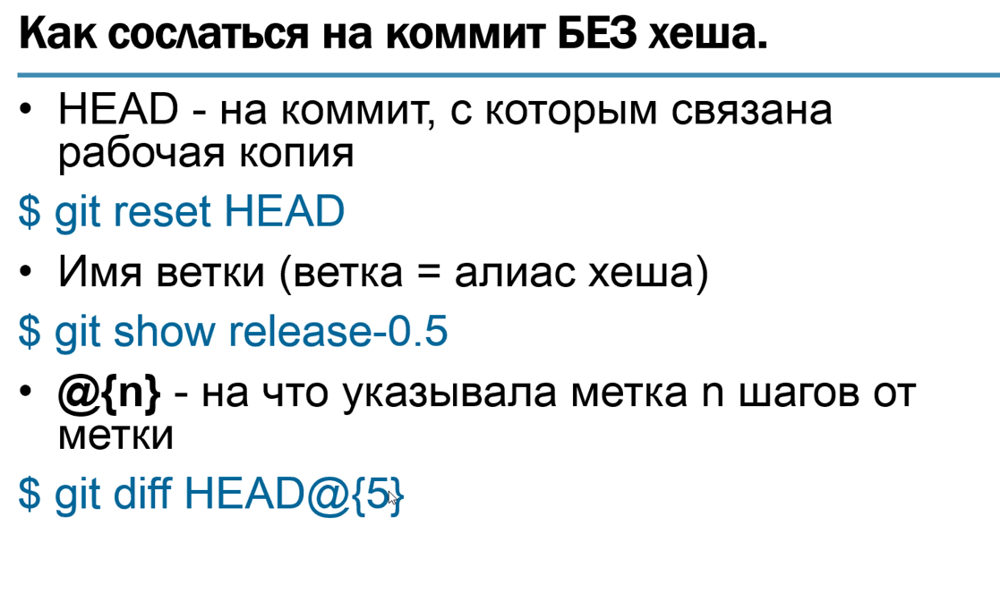 Как сослаться на коммит БЕЗ хеша.
• HEAD - на коммит, с которым связана
рабочая копия
$ git reset HEAD
• Имя ветки (ветка = алиас хеша)
$ git show release-0.5
• @{n} - на что указывала метка n шагов от
метки
$ git diff HEAD@{5}